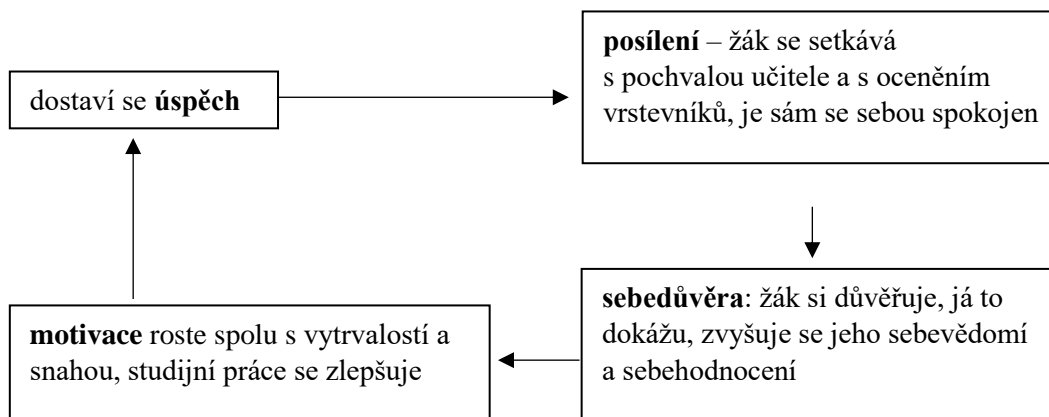 dostaví se úspěch
posílení – žák se setkává
s pochvalou učitele a s oceněním
vrstevníků, je sám se sebou spokojen
sebedůvěra: žák si důvěřuje, já to
dokážu, zvyšuje se jeho sebevědomí
a sebehodnocení
motivace roste spolu s vytrvalostí a
snahou, studijní práce se zlepšuje